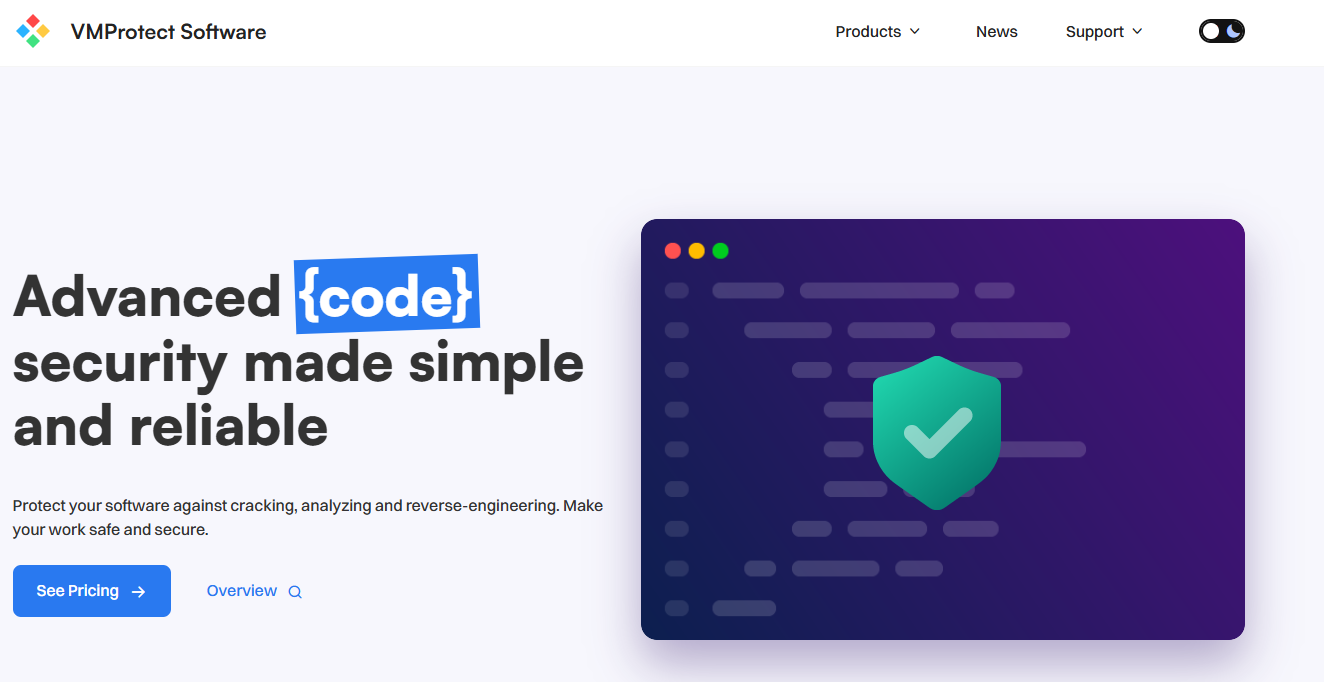 VMProtect Software
Products
News
Support
Advanced {code}
security made simple
and reliable
Protect your software against cracking, analyzing and reverse-engineering. Make
your work safe and secure.
See Pricing
Overview